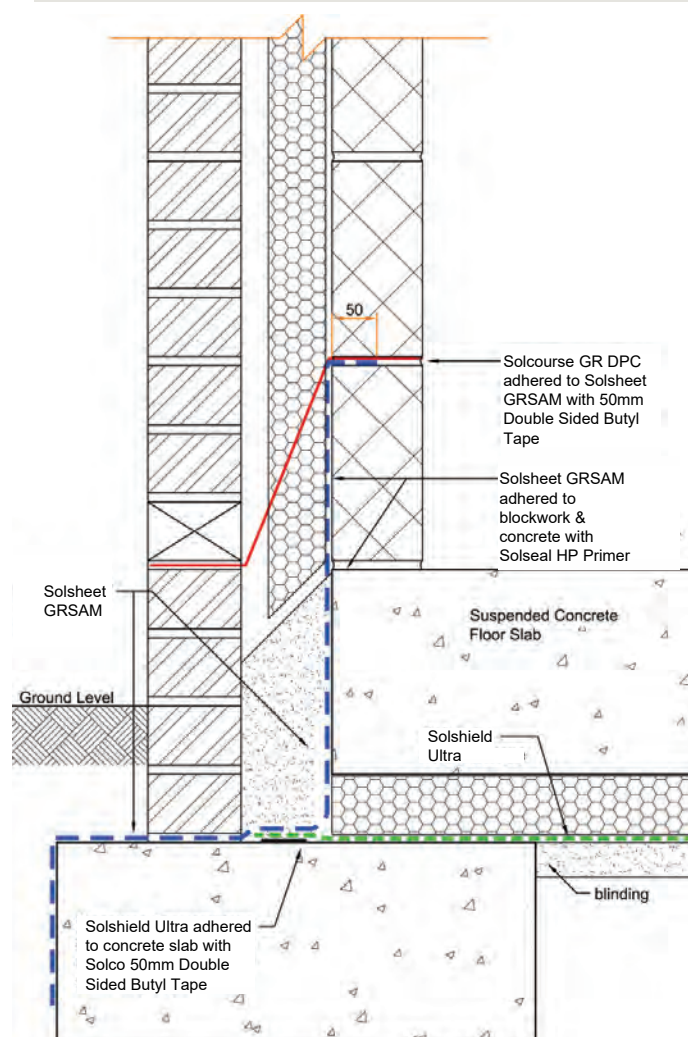 50
Solcourse GR DPC
adhered to Solsheet
GRSAM with 50mm
Double Sided Butyl
Tape
Solsheet GRSAM
adhered to
blockwork &
concrete with
Solseal HP Primer
Solsheet
GRSAM
Suspended Concrete
Floor Slab
Ground Level
Solshield
Ultra
blinding
Solshield Ultra adhered
to concrete slab with
Solco 50mm Double
Sided Butyl Tape